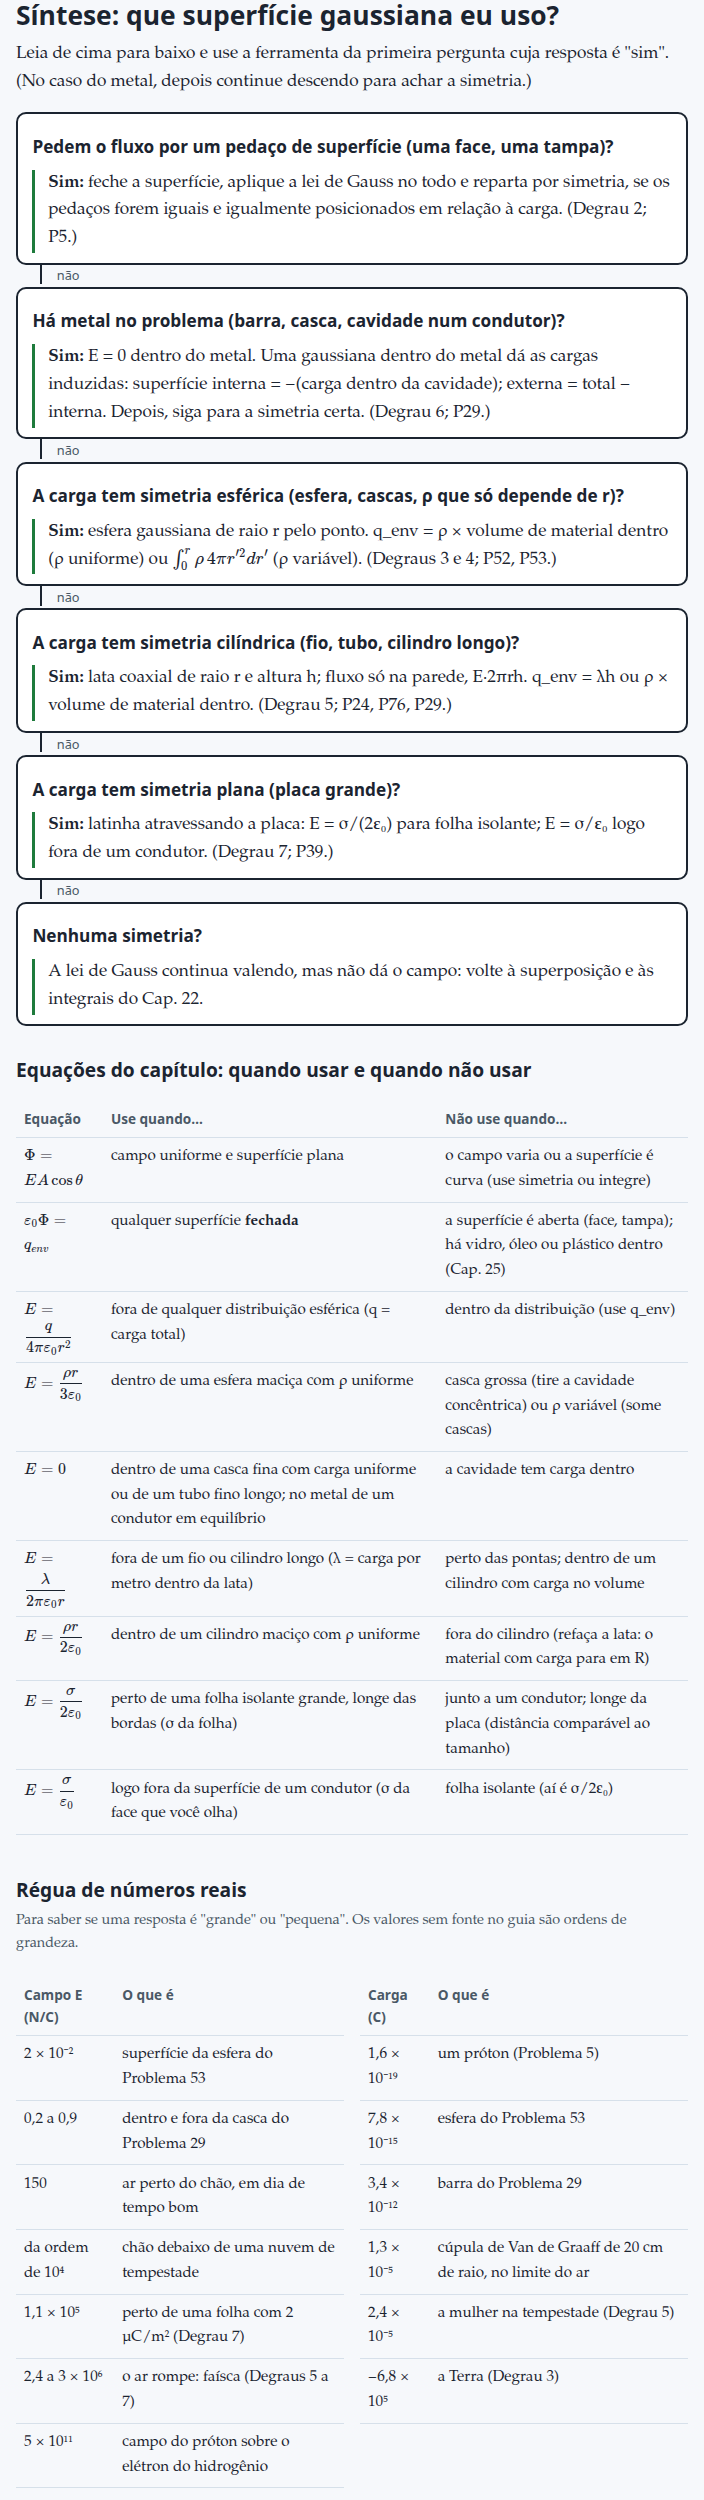 Síntese: que superfície gaussiana eu uso?
Leia de cima para baixo e use a ferramenta da primeira pergunta cuja resposta é "sim".
(No caso do metal, depois continue descendo para achar a simetria.)
Pedem o fluxo por um pedaço de superfície (uma face, uma tampa)?
Sim: feche a superfície, aplique a lei de Gauss no todo e reparta por simetria, se os
pedaços forem iguais e igualmente posicionados em relação à carga. (Degrau 2;
P5.)
não
Há metal no problema (barra, casca, cavidade num condutor)?
Sim: E = 0 dentro do metal. Uma gaussiana dentro do metal dá as cargas
induzidas: superfície interna = −(carga dentro da cavidade); externa = total −
interna. Depois, siga para a simetria certa. (Degrau 6; P29.)
não
A carga tem simetria esférica (esfera, cascas, ρ que só depende de r)?
Sim: esfera gaussiana de raio r pelo ponto. q_env = ρ × volume de material dentro
(ρ uniforme) ou ∫₀ʳ ρ 4πr′² dr′ (ρ variável). (Degraus 3 e 4; P52, P53.)
não
A carga tem simetria cilíndrica (fio, tubo, cilindro longo)?
Sim: lata coaxial de raio r e altura h; fluxo só na parede, E·2πrh. q_env = λh ou ρ ×
volume de material dentro. (Degrau 5; P24, P76, P29.)
não
A carga tem simetria plana (placa grande)?
Sim: latinha atravessando a placa: E = σ/(2ε₀) para folha isolante; E = σ/ε₀ logo
fora de um condutor. (Degrau 7; P39.)
não
Nenhuma simetria?
A lei de Gauss continua valendo, mas não dá o campo: volte à superposição e às
integrais do Cap. 22.
Equações do capítulo: quando usar e quando não usar
Equação Use quando... Não use quando...
Φ = EA cos θ
campo uniforme e superfície plana
o campo varia ou a superfície é
curva (use simetria ou integre)
ε₀Φ = q_env
qualquer superfície fechada
a superfície é aberta (face, tampa);
há vidro, óleo ou plástico dentro
(Cap. 25)
E = q/(4πε₀r²)
fora de qualquer distribuição esférica (q =
carga total)
dentro da distribuição (use q_env)
E = ρr/(3ε₀)
dentro de uma esfera maciça com ρ uniforme
casca grossa (tire a cavidade
concêntrica) ou ρ variável (some
cascas)
E = 0
dentro de uma casca fina com carga uniforme
ou de um tubo fino longo; no metal de um
condutor em equilíbrio
a cavidade tem carga dentro
E = λ/(2πε₀r)
fora de um fio ou cilindro longo (λ = carga por
metro dentro da lata)
perto das pontas; dentro de um
cilindro com carga no volume
E = ρr/(2ε₀)
dentro de um cilindro maciço com ρ uniforme
fora do cilindro (refaça a lata: o
material com carga para em R)
E = σ/(2ε₀)
perto de uma folha isolante grande, longe das
bordas (σ da folha)
junto a um condutor; longe da
placa (distância comparável ao
tamanho)
E = σ/ε₀
logo fora da superfície de um condutor (σ da
face que você olha)
folha isolante (aí é σ/2ε₀)
Régua de números reais
Para saber se uma resposta é "grande" ou "pequena". Os valores sem fonte no guia são ordens de
grandeza.
Campo E
(N/C)
O que é
2 × 10⁻²
superfície da esfera do
Problema 53
0,2 a 0,9
dentro e fora da casca do
Problema 29
150
ar perto do chão, em dia de
tempo bom
da ordem
de 10⁴
chão debaixo de uma nuvem de
tempestade
1,1 × 10⁵
perto de uma folha com 2
μC/m² (Degrau 7)
2,4 a 3 × 10⁶
o ar rompe: faísca (Degraus 5 a
7)
5 × 10¹¹
campo do próton sobre o
elétron do hidrogênio
Carga
(C)
O que é
1,6 ×
10⁻¹⁹
um próton (Problema 5)
7,8 ×
10⁻¹⁵
esfera do Problema 53
3,4 ×
10⁻¹²
barra do Problema 29
1,3 ×
10⁻⁵
cúpula de Van de Graaff de 20 cm
de raio, no limite do ar
2,4 ×
10⁻⁵
a mulher na tempestade (Degrau 5)
−6,8 ×
10⁵
a Terra (Degrau 3)